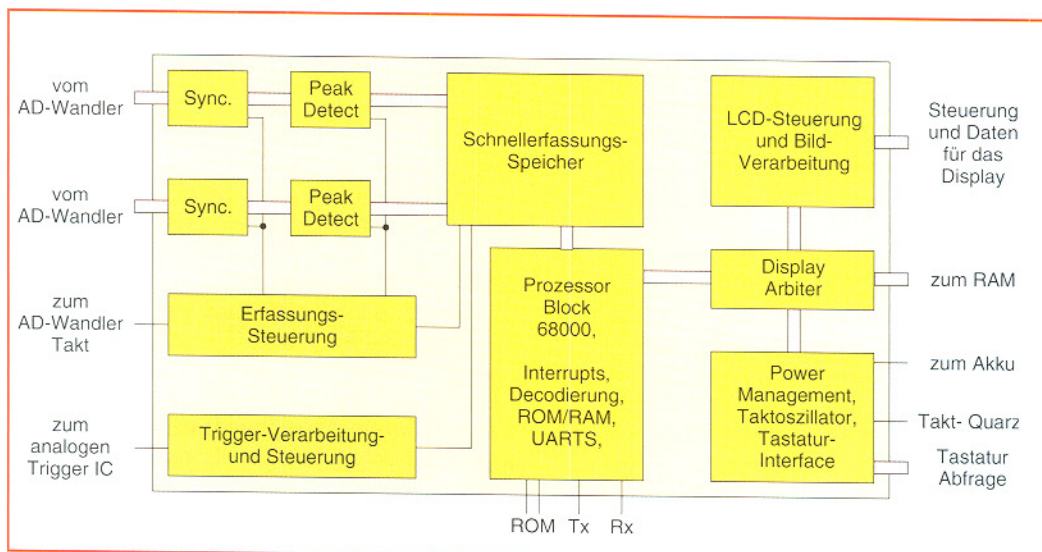 vom
AD-Wandler
Sync.
Peak
Detect
Schnellerfassungs-
Speicher
LCD-Steuerung
und Bild-
Verarbeitung
Steuerung
und Daten
für das
Display
vom
AD-Wandler
Sync.
Peak
Detect
zum
AD-Wandler
Takt
Erfassungs-
Steuerung
Prozessor
Block
68000,
Interrupts,
Decodierung,
ROM/RAM,
UARTS,
Display
Arbiter
zum RAM
zum
analogen
Trigger IC
Trigger-Verarbeitung-
und Steuerung
Power
Management,
Taktoszillator,
Tastatur-
Interface
zum Akku
Takt- Quarz
Tastatur
Abfrage
ROM Tx Rx